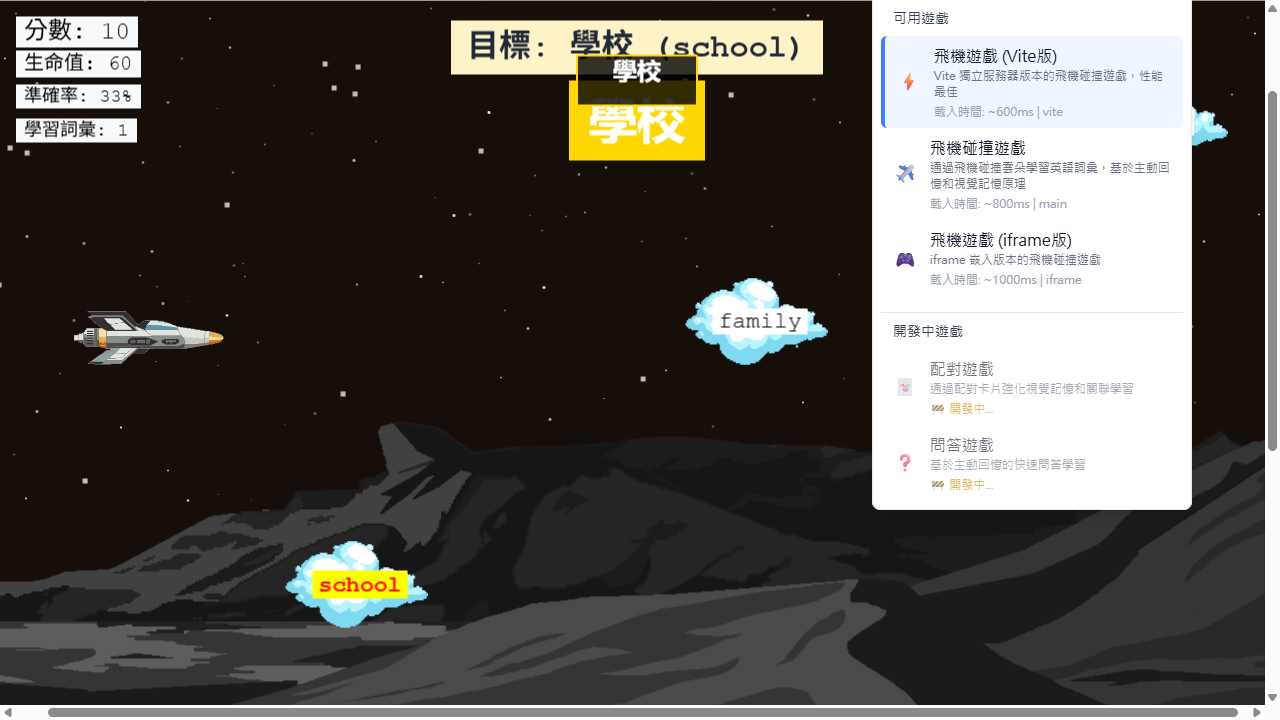 分數: 10
生命值: 60
準確率: 33%
學習詞彙: 1
目標: 學校 (school)
學校
學校
family
school
可用遊戲
飛機遊戲 (Vite版)
Vite 獨立服務器版本的飛機碰撞遊戲，性能
最佳
載入時間: ~600ms | vite
飛機碰撞遊戲
通過飛機碰撞雲朵學習英語詞彙，基於主動回
憶和視覺記憶原理
載入時間: ~800ms | main
飛機遊戲 (iframe版)
iframe 嵌入版本的飛機碰撞遊戲
載入時間: ~1000ms | iframe
開發中遊戲
配對遊戲
通過配對卡片強化視覺記憶和關聯學習
開發中...
問答遊戲
基於主動回憶的快速問答學習
開發中...